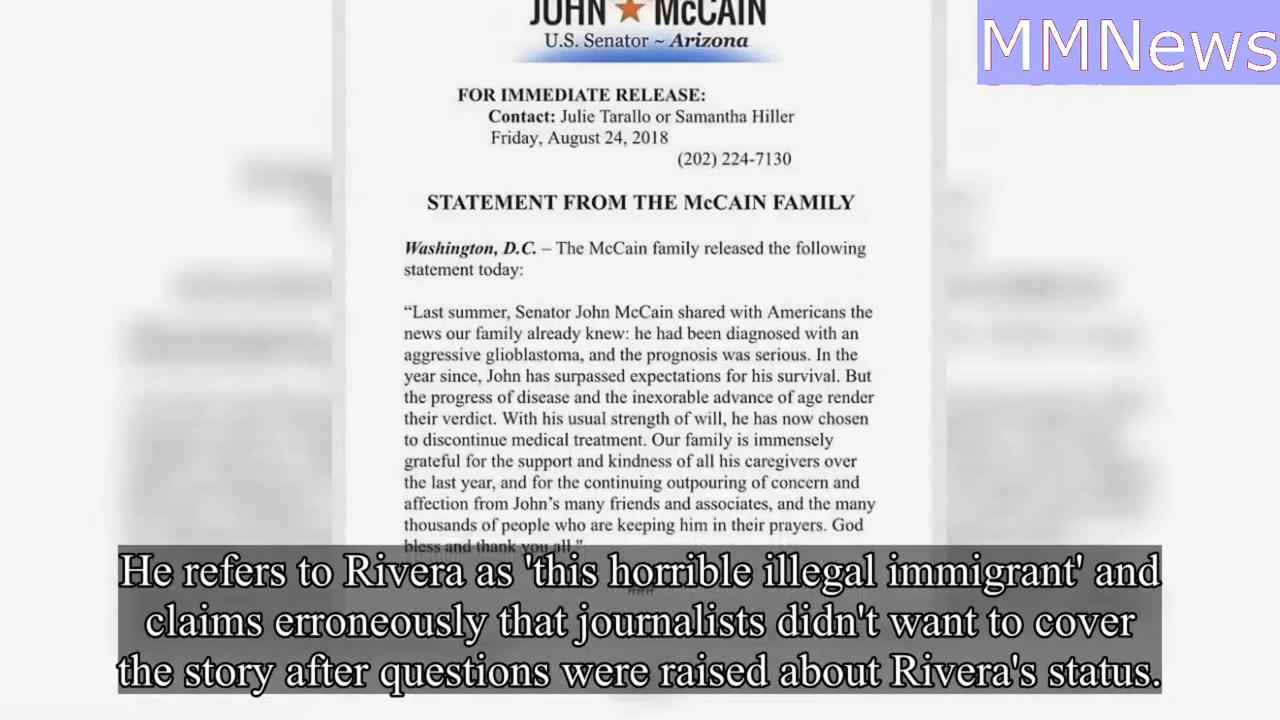 JOHN McCAIN
MMNews
U.S. Senator ~ Arizona
FOR IMMEDIATE RELEASE:
Contact: Julie Tarallo or Samantha Hiller
Friday, August 24, 2018
(202) 224-7130
STATEMENT FROM THE McCAIN FAMILY
Washington, D.C. – The McCain family released the following
statement today:
“Last summer, Senator John McCain shared with Americans the
news our family already knew: he had been diagnosed with an
aggressive glioblastoma, and the prognosis was serious. In the
year since, John has surpassed expectations for his survival. But
the progress of disease and the inexorable advance of age render
their verdict. With his usual strength of will, he has now chosen
to discontinue medical treatment. Our family is immensely
grateful for the support and kindness of all his caregivers over
the last year, and for the continuing outpouring of concern and
affection from John’s many friends and associates, and the many
thousands of people who are keeping him in their prayers. God
bless and thank you all.”
He refers to Rivera as 'this horrible illegal immigrant' and
claims erroneously that journalists didn't want to cover
the story after questions were raised about Rivera's status.